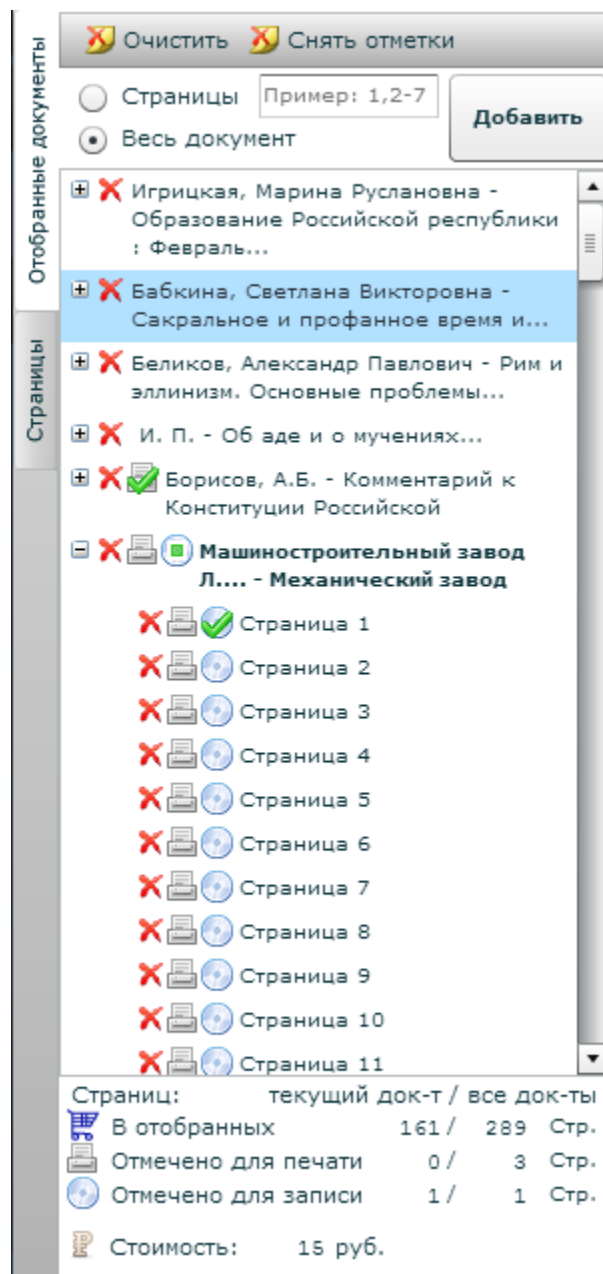 Очистить Снять отметки
Отобранные документы
Страницы
Страницы Пример: 1,2-7
Весь документ
Добавить
Игрицкая, Марина Руслановна -
Образование Российской республики
: Февраль...
Бабкина, Светлана Викторовна -
Сакральное и профанное время и...
Беликов, Александр Павлович - Рим и
эллинизм. Основные проблемы...
И. П. - Об аде и о мучениях...
Борисов, А.Б. - Комментарий к
Конституции Российской
Машиностроительный завод
Л.... - Механический завод
Страница 1
Страница 2
Страница 3
Страница 4
Страница 5
Страница 6
Страница 7
Страница 8
Страница 9
Страница 10
Страница 11
Страниц: текущий док-т / все док-ты
В отобранных 161 / 289 Стр.
Отмечено для печати 0 / 3 Стр.
Отмечено для записи 1 / 1 Стр.
Стоимость: 15 руб.